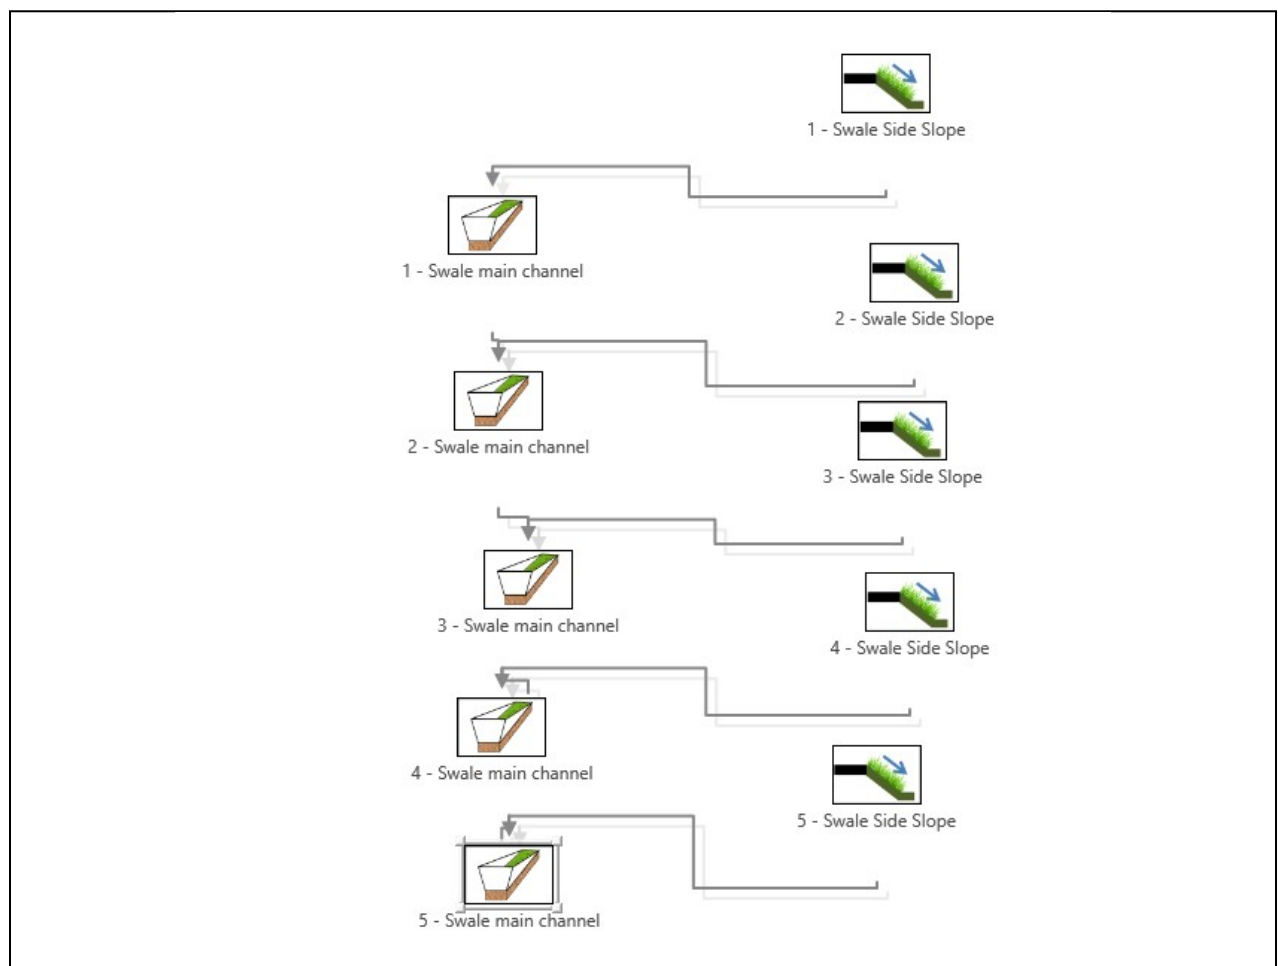 1 - Swale Side Slope
1 - Swale main channel
2 - Swale Side Slope
2 - Swale main channel
3 - Swale Side Slope
3 - Swale main channel
4 - Swale Side Slope
4 - Swale main channel
5 - Swale Side Slope
5 - Swale main channel